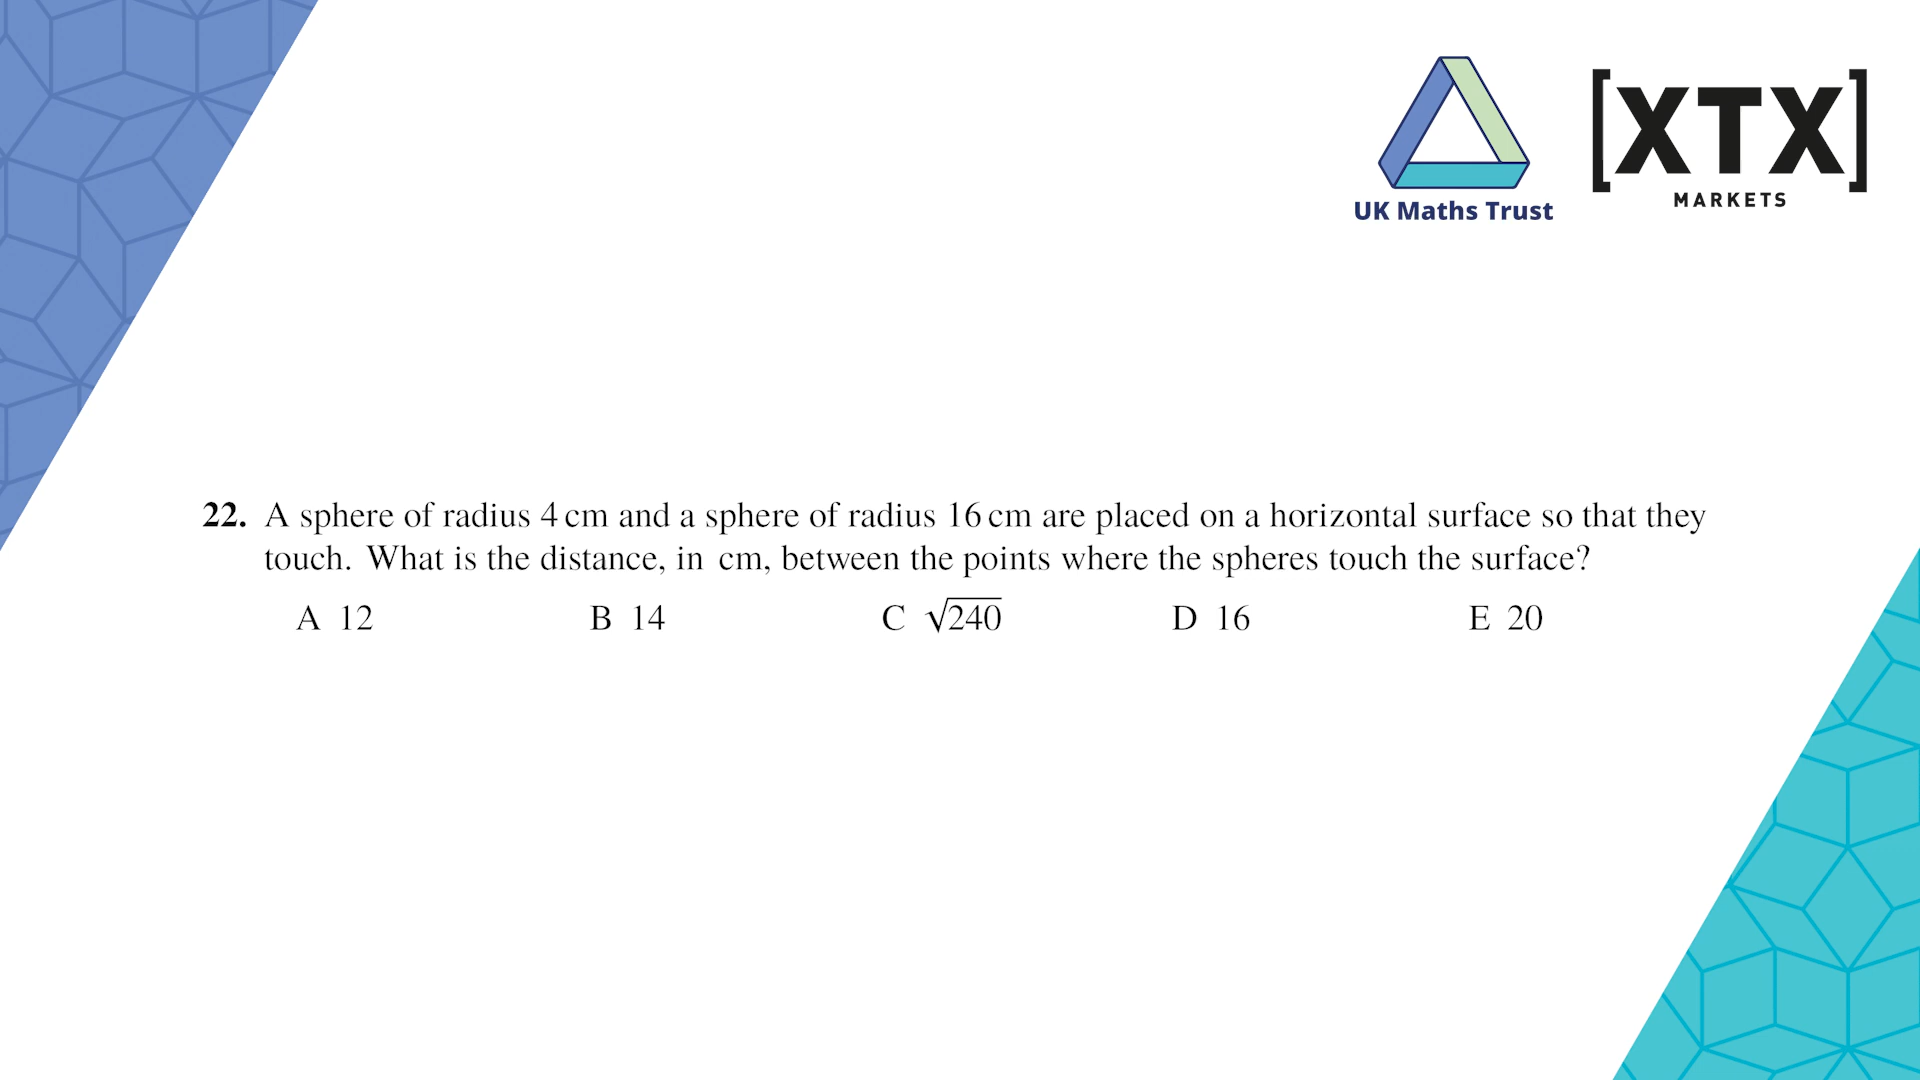 UK Maths Trust
[XTX]
MARKETS
22. A sphere of radius 4 cm and a sphere of radius 16 cm are placed on a horizontal surface so that they
touch. What is the distance, in cm, between the points where the spheres touch the surface?
A 12 B 14 C √240 D 16 E 20